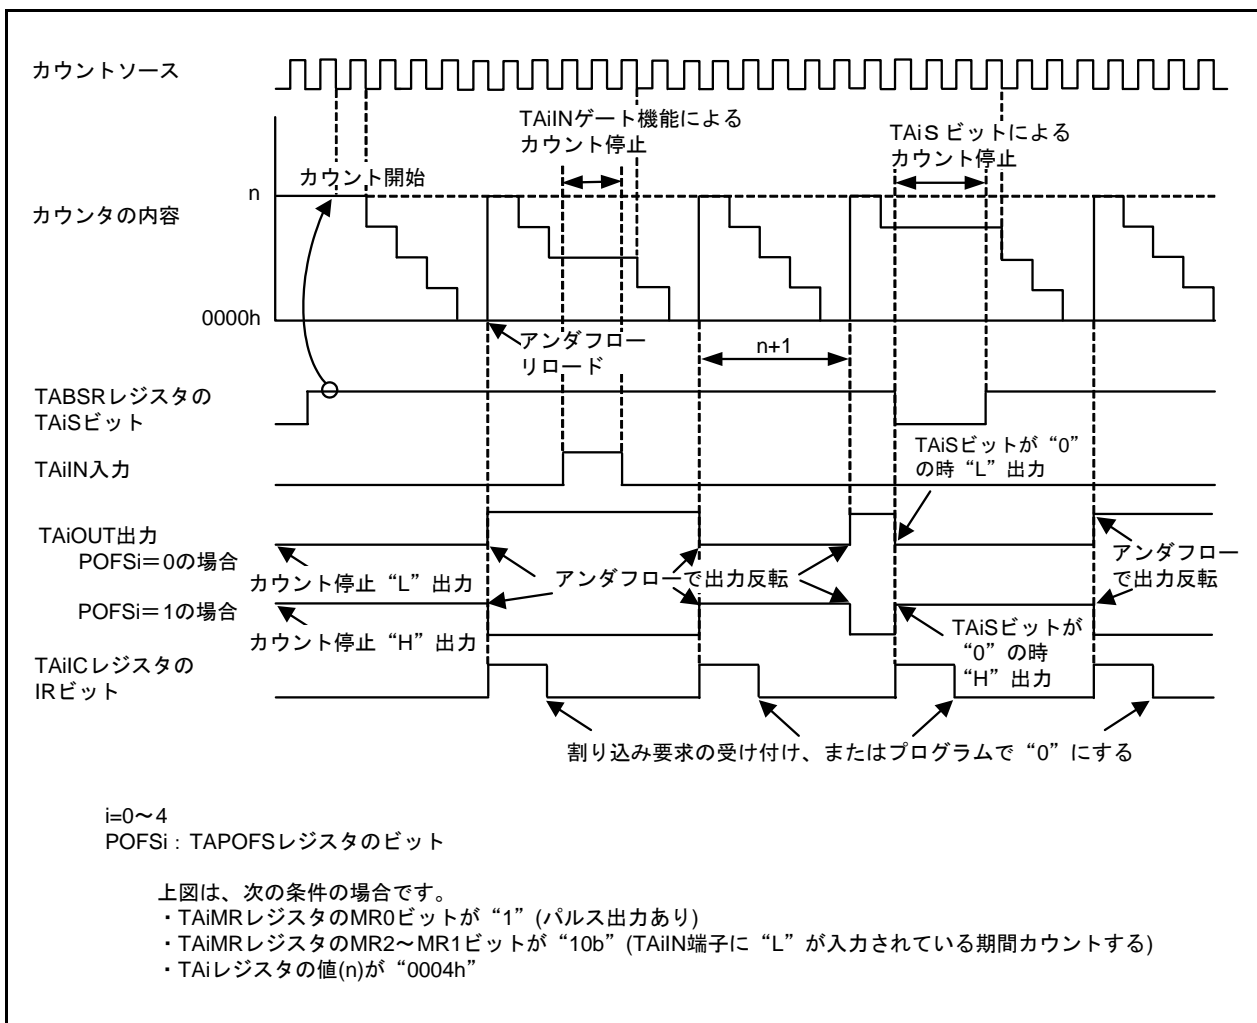 カウントソース
TAiINゲート機能による
カウント停止
TAiS ビットによる
カウント停止
カウント開始
n
カウンタの内容
0000h
アンダフロー
リロード
n+1
TABSRレジスタの
TAiSビット
TAiSビットが“0”
の時“L”出力
TAiIN入力
TAiOUT出力
POFSi＝0の場合
カウント停止“L”出力
アンダフローで出力反転
アンダフロー
で出力反転
POFSi＝1の場合
カウント停止“H”出力
TAiSビットが
“0”の時
“H”出力
TAiICレジスタの
IRビット
割り込み要求の受け付け、またはプログラムで“0”にする
i=0～4
POFSi : TAPOFSレジスタのビット
上図は、次の条件の場合です。
・TAiMRレジスタのMR0ビットが“1”(パルス出力あり)
・TAiMRレジスタのMR2～MR1ビットが“10b”(TAiIN端子に“L”が入力されている期間カウントする)
・TAiレジスタの値(n)が“0004h”